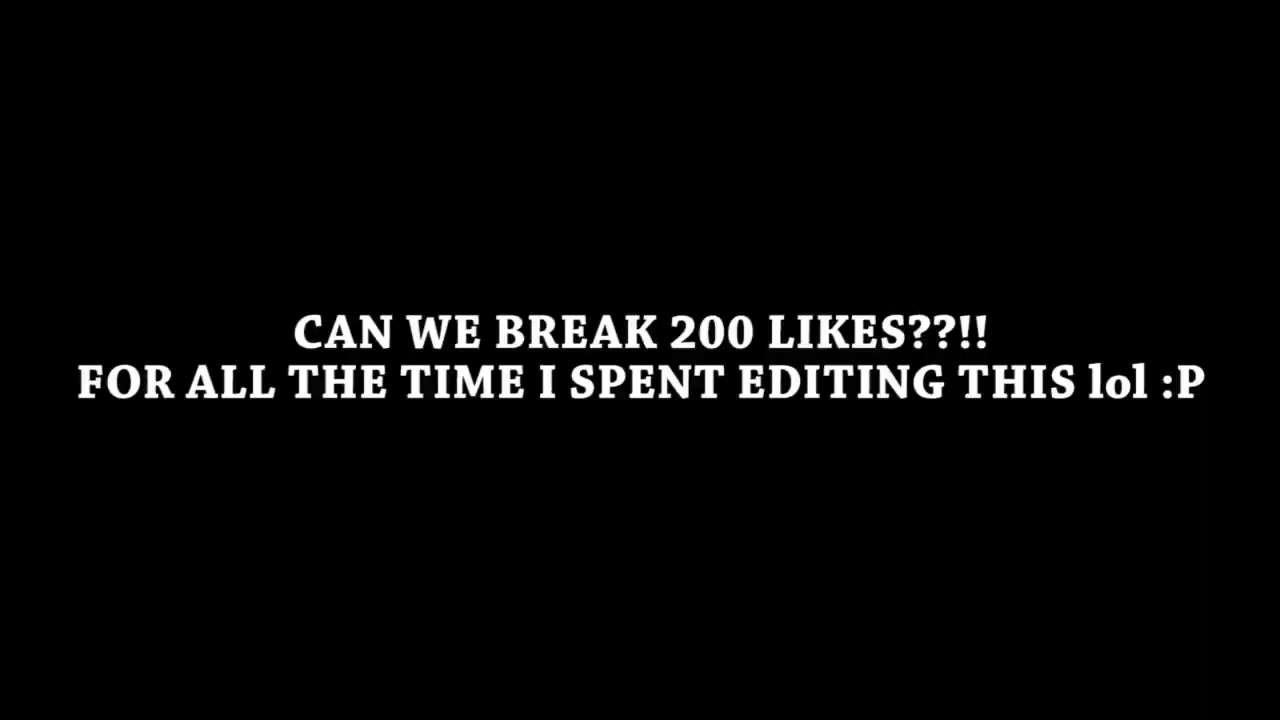 CAN WE BREAK 200 LIKES??!!
FOR ALL THE TIME I SPENT EDITING THIS lol :P